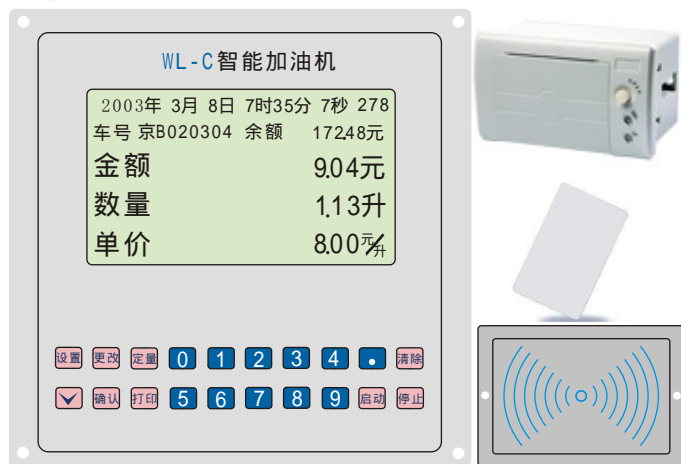 WL-C智能加油机
2003年 3月 8日 7时35分 7秒 278
车号 京B020304 余额 172.48元
金额 9.04元
数量 1.13升
单价 8.00元/升
设置 更改 定量 0 1 2 3 4 . 清除
确认 打印 5 6 7 8 9 启动 停止